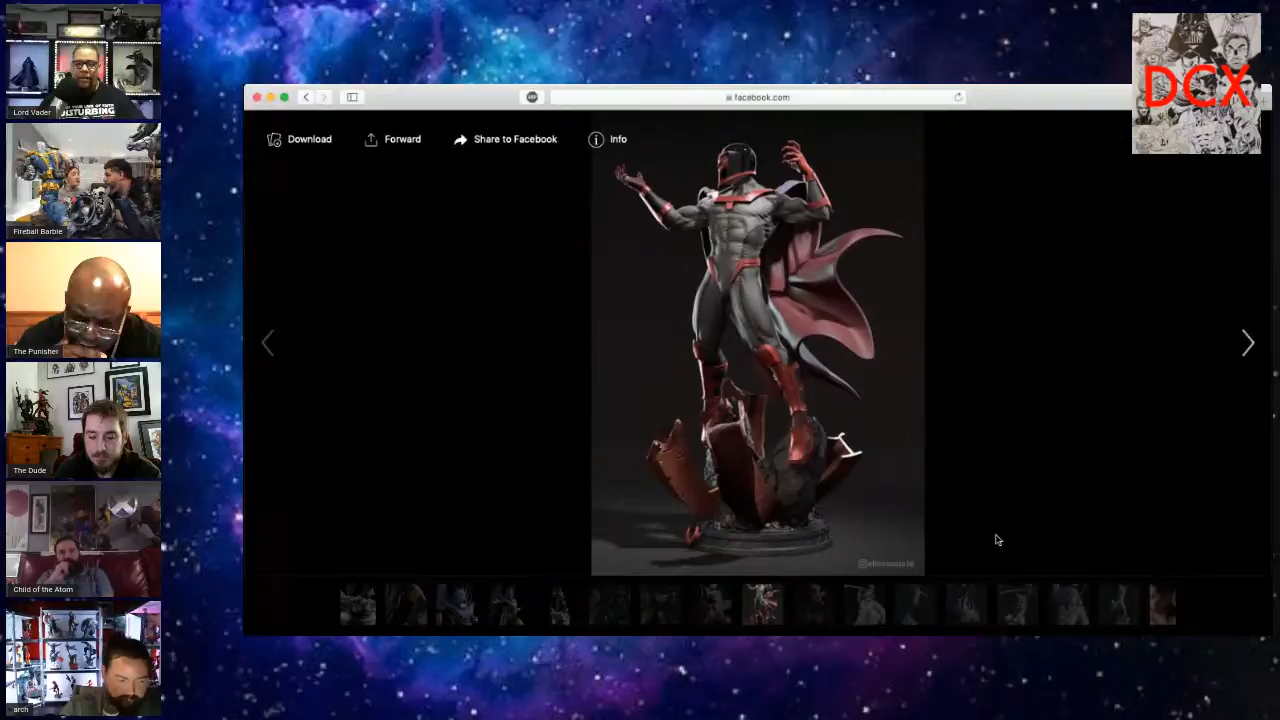 Lord Vader
DISTURBING
Fireball Barbie
The Punisher
The Dude
Child of the Atom
arch
facebook.com
Download
Forward
Share to Facebook
Info
DCX